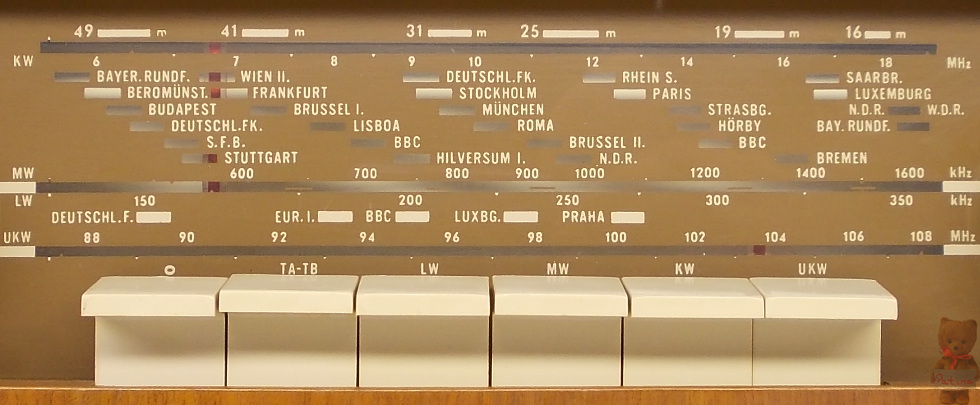 49 m 41 m 31 m 25 m 19 m 16 m
KW 6 7 8 9 10 12 14 16 18 MHz
BAYER.RUNDF. WIEN II. DEUTSCHL.FK. RHEIN S. SAARBR.
BEROMÜNST. FRANKFURT STOCKHOLM PARIS LUXEMBURG
BUDAPEST BRUSSEL I. MÜNCHEN STRASBG. N.D.R. W.D.R.
DEUTSCHL.FK. LISBOA ROMA HÖRBY BAY.RUNDF.
S.F.B. BBC BRUSSEL II. BBC
STUTTGART HILVERSUM I. N.D.R. BREMEN
MW 600 700 800 900 1000 1200 1400 1600 kHz
LW 150 200 250 300 350 kHz
DEUTSCHL.F. EUR.I. BBC LUXBG. PRAHA
UKW 88 90 92 94 96 98 100 102 104 106 108 MHz
0 TA-TB LW MW KW UKW